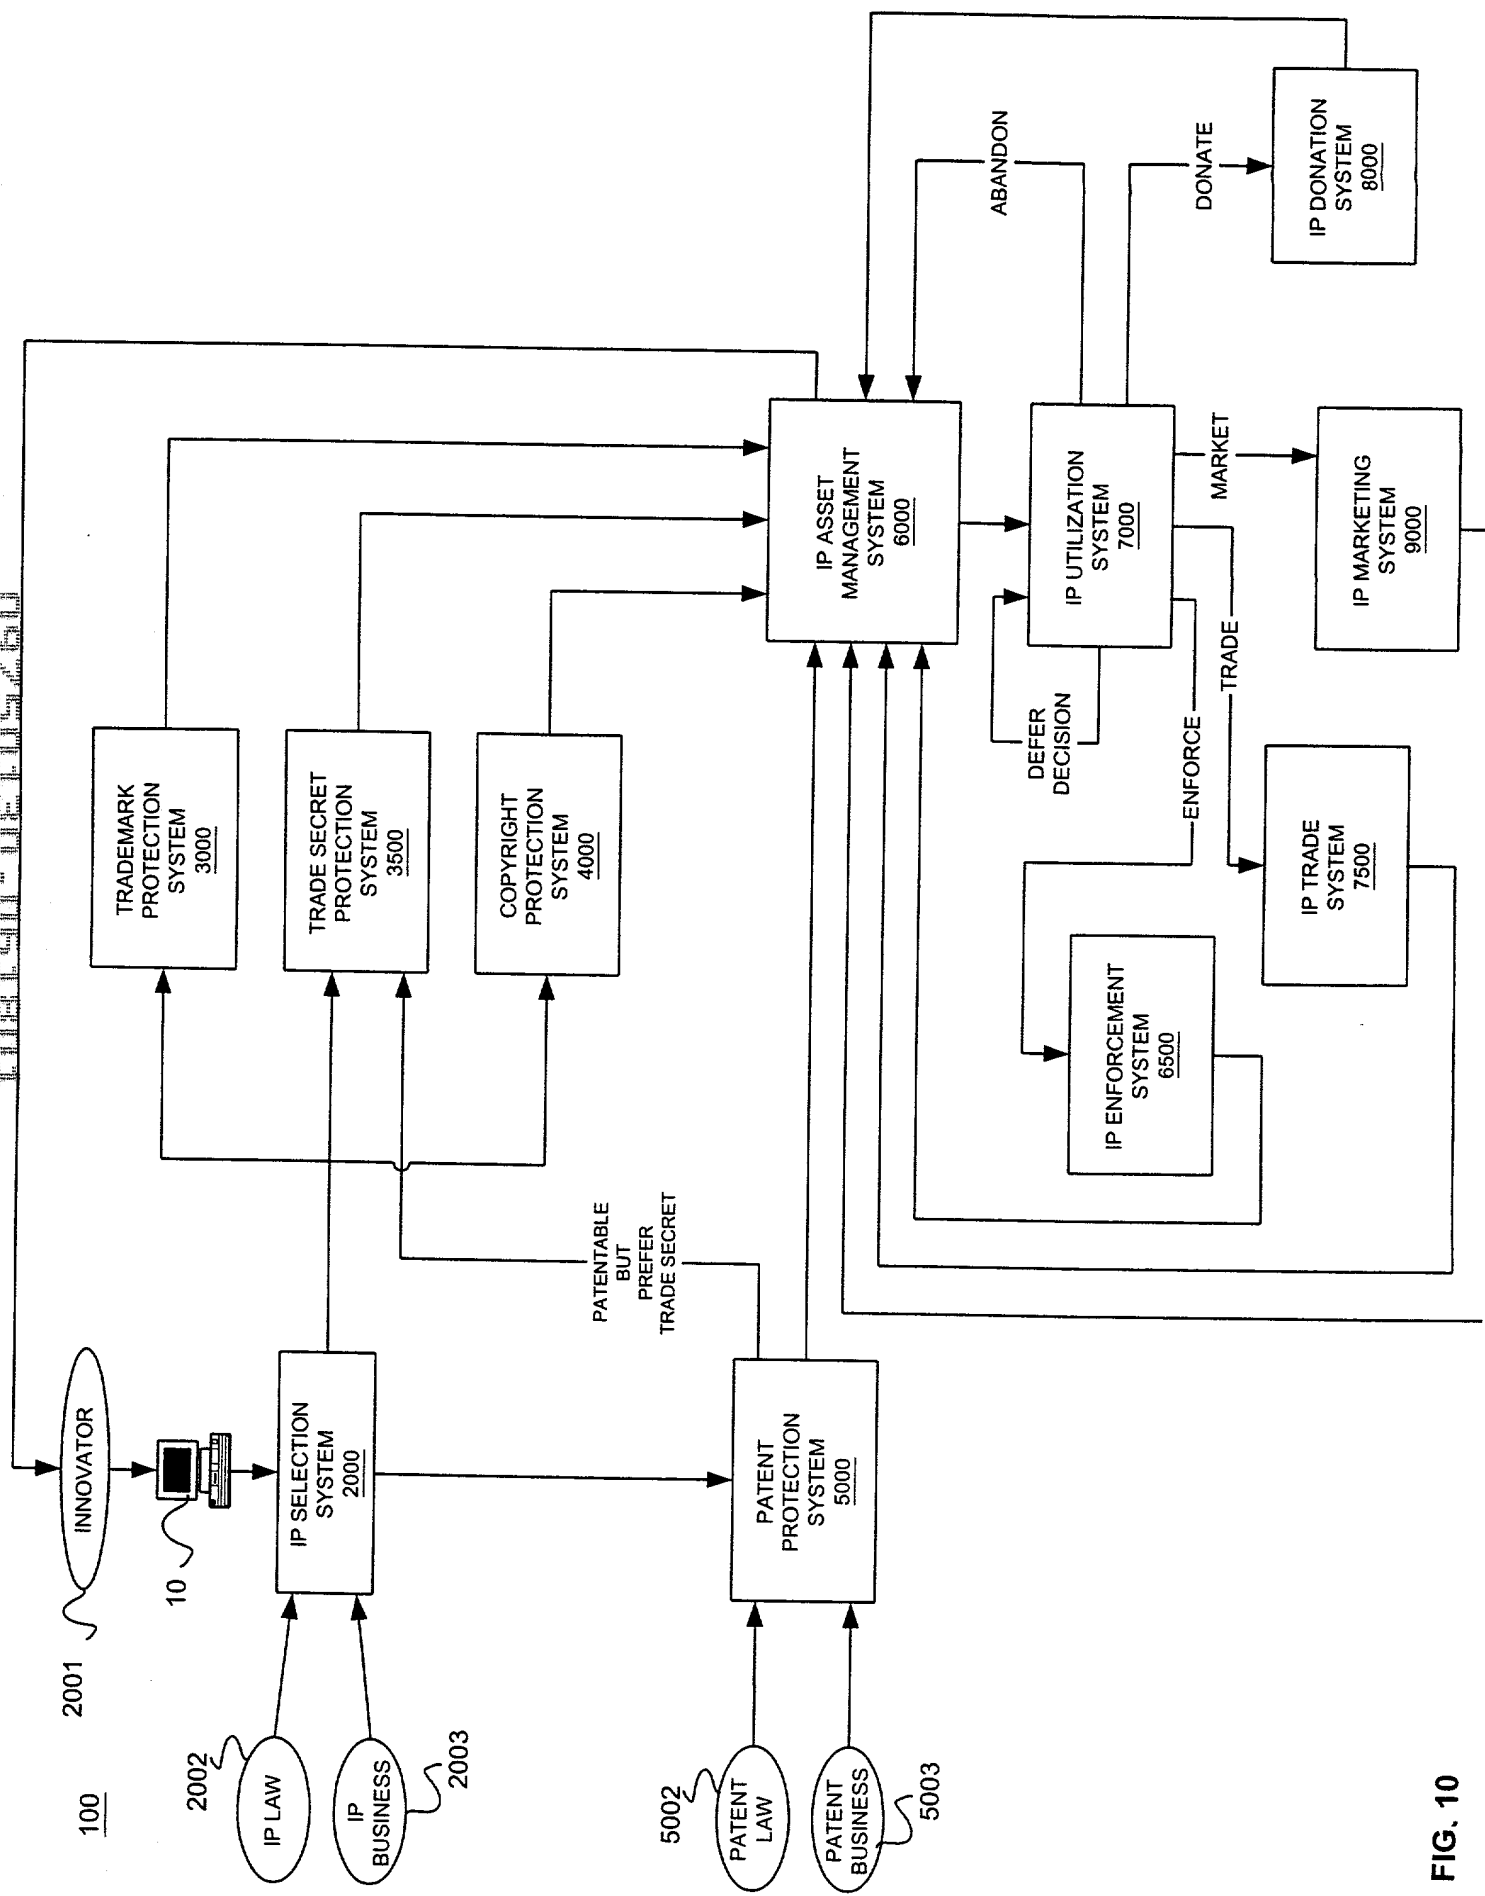 100
2001
INNOVATOR
10
2002
IP LAW
IP
BUSINESS
2003
IP SELECTION
SYSTEM
2000
TRADEMARK
PROTECTION
SYSTEM
3000
TRADE SECRET
PROTECTION
SYSTEM
3500
COPYRIGHT
PROTECTION
SYSTEM
4000
PATENTABLE
BUT
PREFER
TRADE SECRET
5002
PATENT
LAW
PATENT
BUSINESS
5003
PATENT
PROTECTION
SYSTEM
5000
IP ASSET
MANAGEMENT
SYSTEM
6000
ABANDON
DEFER
DECISION
IP UTILIZATION
SYSTEM
7000
ENFORCE
TRADE
MARKET
DONATE
IP ENFORCEMENT
SYSTEM
6500
IP TRADE
SYSTEM
7500
IP MARKETING
SYSTEM
9000
IP DONATION
SYSTEM
8000
FIG. 10